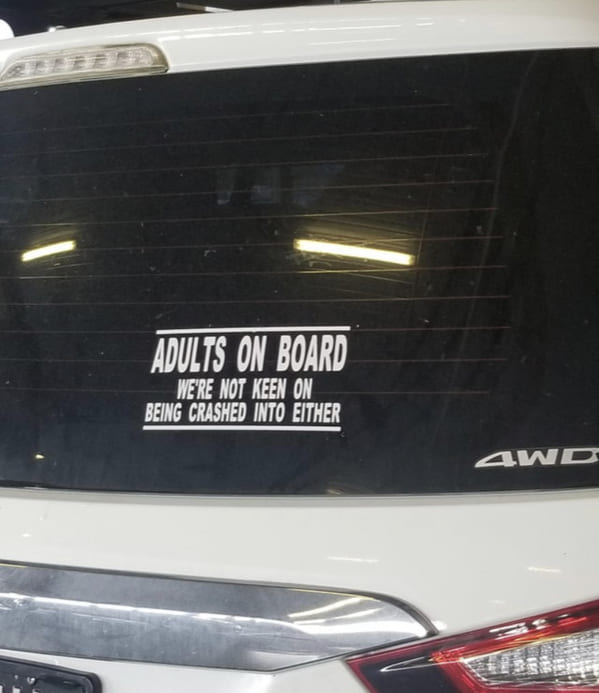 ADULTS ON BOARD
WE'RE NOT KEEN ON
BEING CRASHED INTO EITHER
4WD